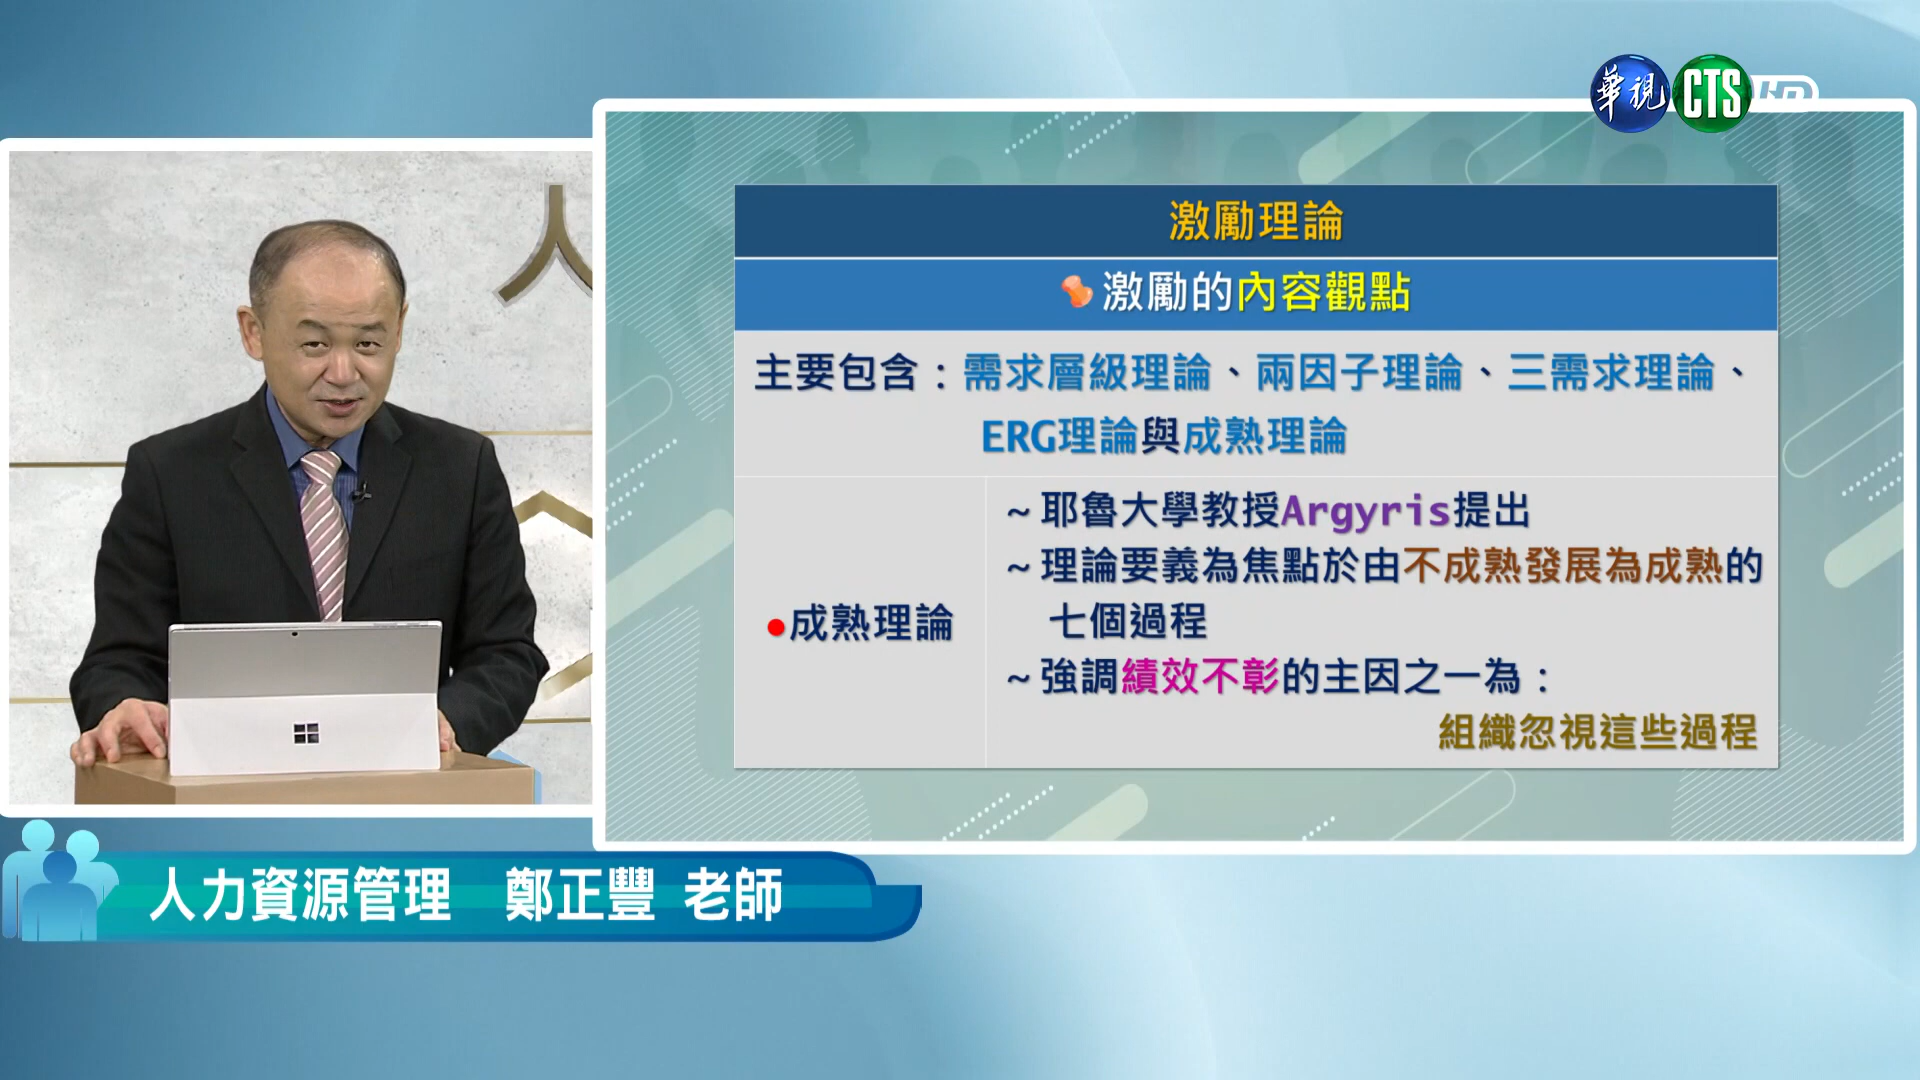 華視 CTS HD
人
激勵理論
激勵的內容觀點
主要包含：需求層級理論、兩因子理論、三需求理論、
ERG理論與成熟理論
●成熟理論
～耶魯大學教授Argyris提出
～理論要義為焦點於由不成熟發展為成熟的
七個過程
～強調績效不彰的主因之一為：
組織忽視這些過程
人力資源管理 鄭正豐 老師